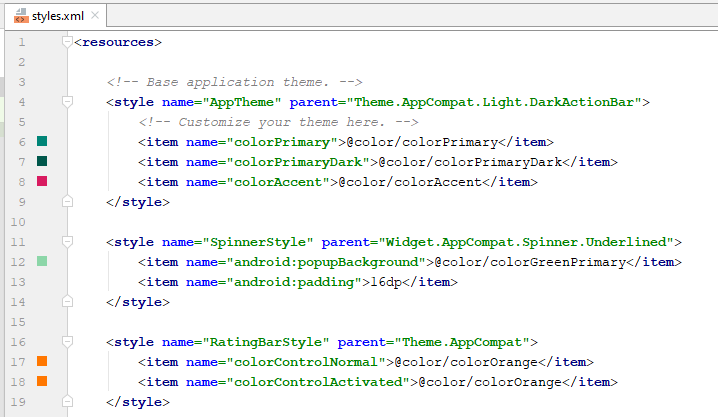 styles.xml
1 <resources>
2
3 <!-- Base application theme. -->
4 <style name="AppTheme" parent="Theme.AppCompat.Light.DarkActionBar">
5 <!-- Customize your theme here. -->
6 <item name="colorPrimary">@color/colorPrimary</item>
7 <item name="colorPrimaryDark">@color/colorPrimaryDark</item>
8 <item name="colorAccent">@color/colorAccent</item>
9 </style>
10
11 <style name="SpinnerStyle" parent="Widget.AppCompat.Spinner.Underlined">
12 <item name="android:popupBackground">@color/colorGreenPrimary</item>
13 <item name="android:padding">16dp</item>
14 </style>
15
16 <style name="RatingBarStyle" parent="Theme.AppCompat">
17 <item name="colorControlNormal">@color/colorOrange</item>
18 <item name="colorControlActivated">@color/colorOrange</item>
19 </style>